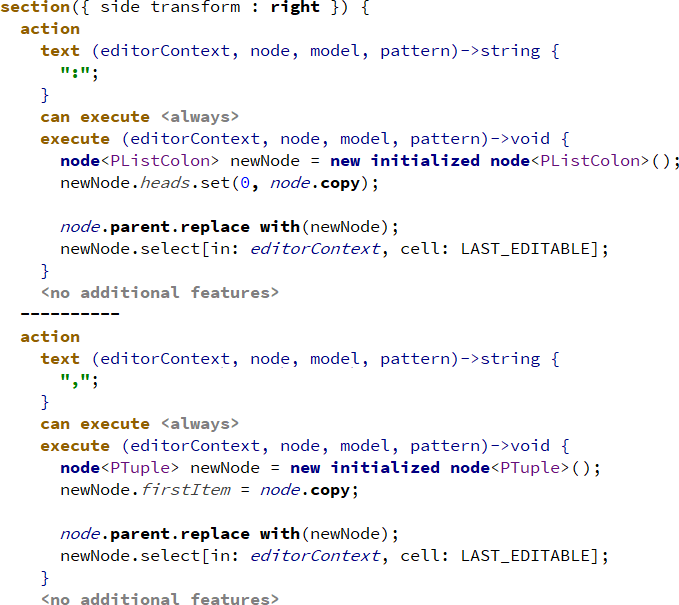 section({ side transform : right }) {
action
text (editorContext, node, model, pattern)->string {
":";
}
can execute <always>
execute (editorContext, node, model, pattern)->void {
node<PListColon> newNode = new initialized node<PListColon>();
newNode.heads.set(0, node.copy);
node.parent.replace with(newNode);
newNode.select[in: editorContext, cell: LAST_EDITABLE];
}
<no additional features>
----------
action
text (editorContext, node, model, pattern)->string {
",";
}
can execute <always>
execute (editorContext, node, model, pattern)->void {
node<PTuple> newNode = new initialized node<PTuple>();
newNode.firstItem = node.copy;
node.parent.replace with(newNode);
newNode.select[in: editorContext, cell: LAST_EDITABLE];
}
<no additional features>